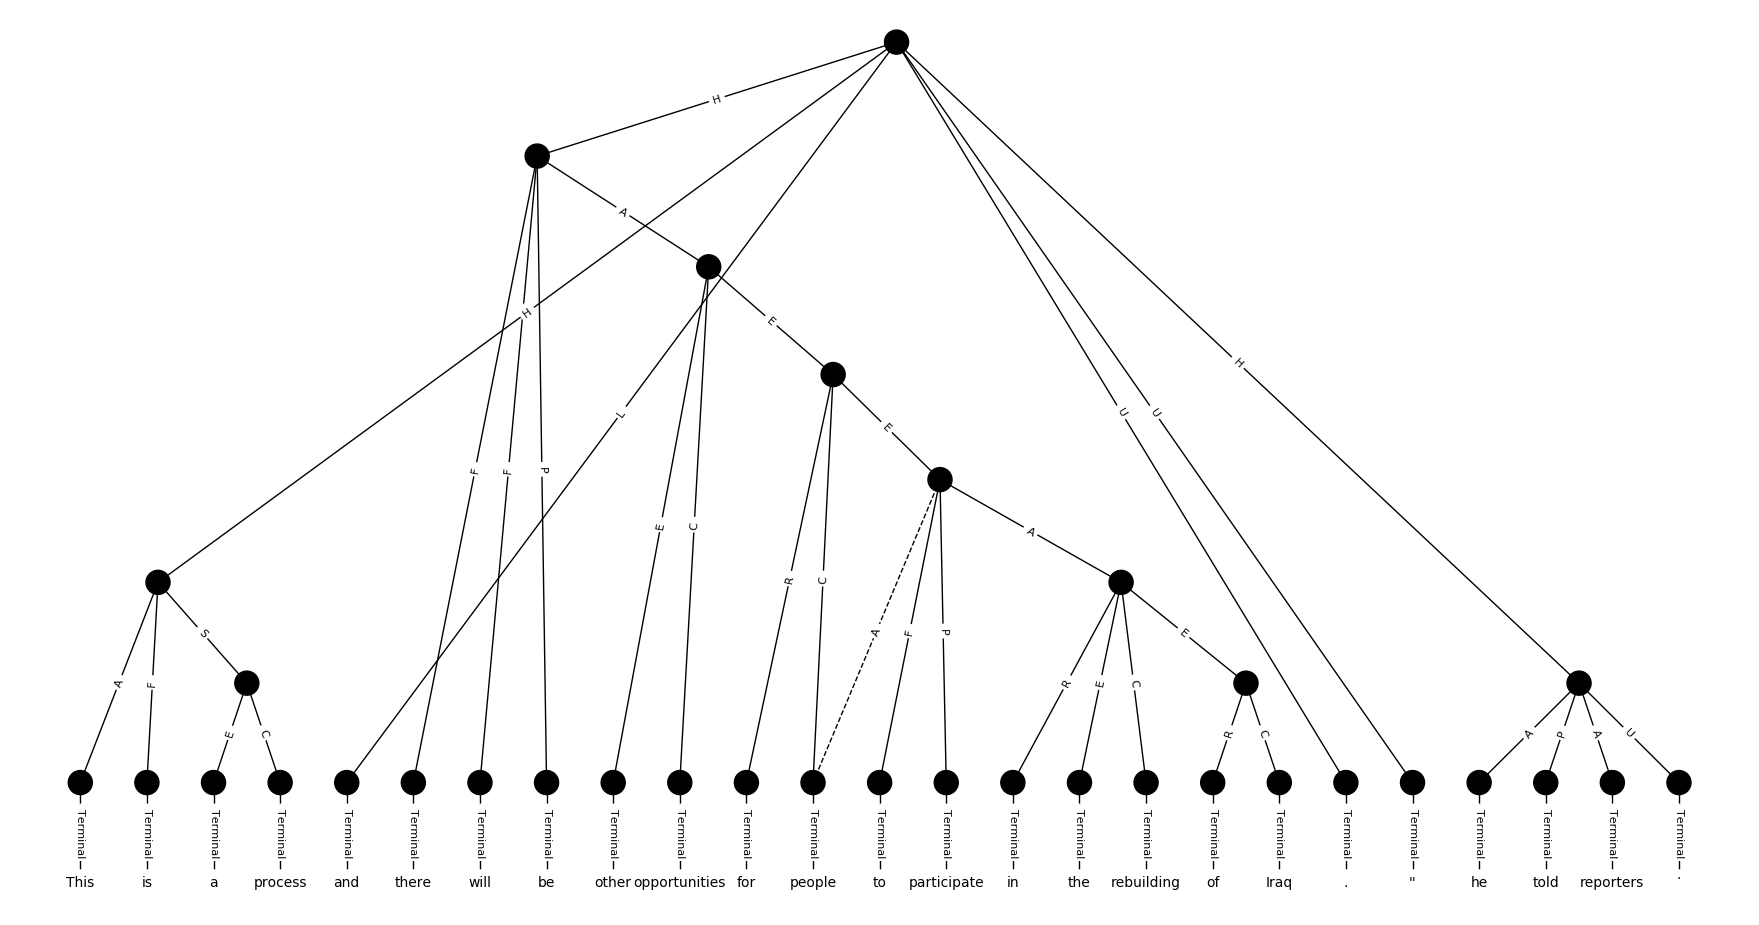 H
A
H
E
H
L
U
U
E
F
F
P
E
C
A
R
C
S
A
F
P
E
A
F
R
E
C
E
C
R
C
A
P
A
U
Terminal Terminal Terminal Terminal Terminal Terminal Terminal Terminal Terminal Terminal Terminal Terminal Terminal Terminal Terminal Terminal Terminal Terminal Terminal Terminal Terminal Terminal Terminal Terminal Terminal
This is a process and there will be other opportunities for people to participate in the rebuilding of Iraq . " he told reporters .